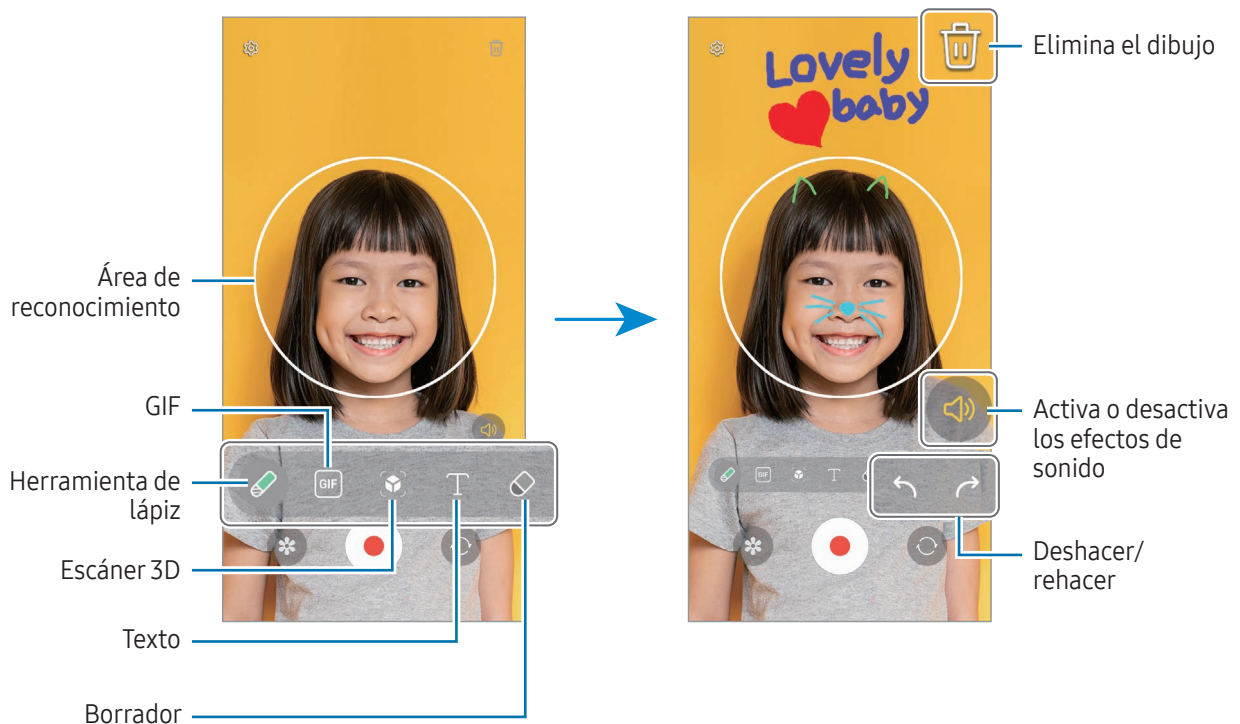 Área de
reconocimiento
GIF
Herramienta de
lápiz
Escáner 3D
Texto
Borrador
GIF
T
Lovely
baby
GIF
T
Elimina el dibujo
Activa o desactiva
los efectos de
sonido
Deshacer/
rehacer